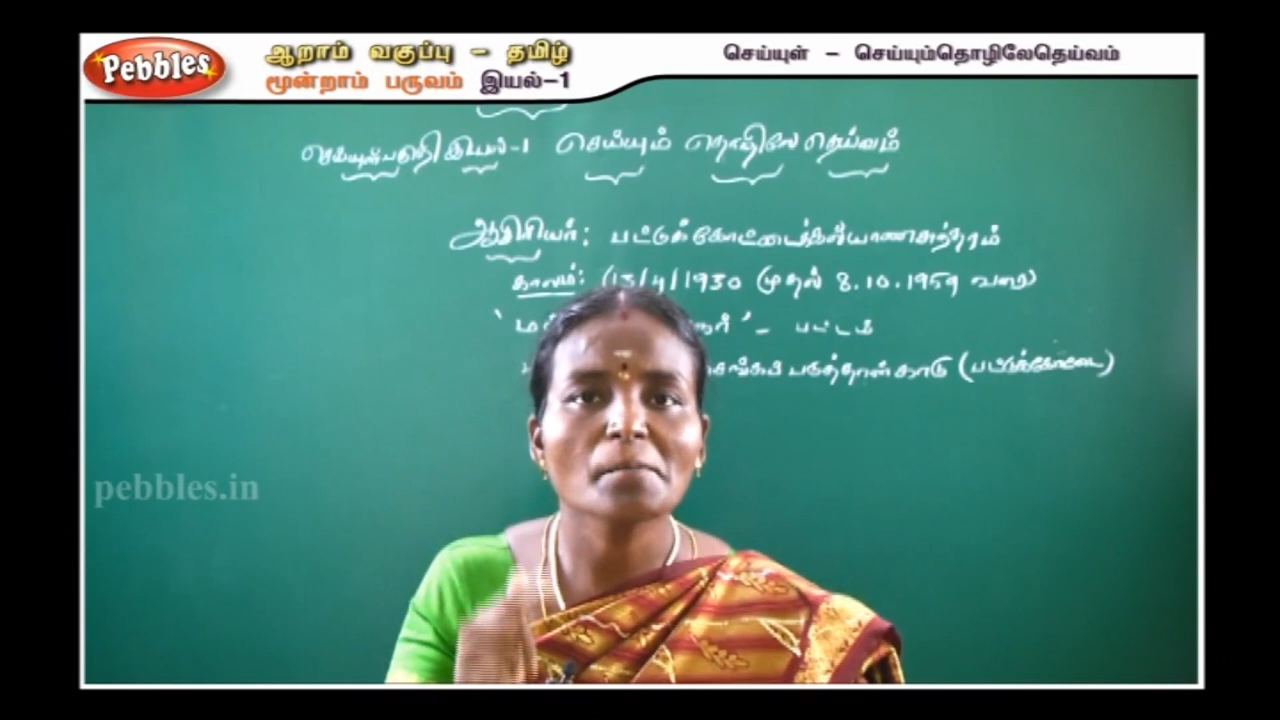 Pebbles
ஆறாம் வகுப்பு – தமிழ்
மூன்றாம் பருவம் இயல்–1
செய்யுள் – செய்யும்தொழிலேதெய்வம்
செய்யுள்பகுதி இயல்-1 செய்யும் தொழிலே தெய்வம்
ஆசிரியர்: பட்டுக்கோட்டைக்கல்யாணசுந்தரம்
காலம்: (13/4/1930 முதல் 8.10.1959 வரை)
- பட்டம்
(பட்டுக்கோட்டை)
pebbles.in